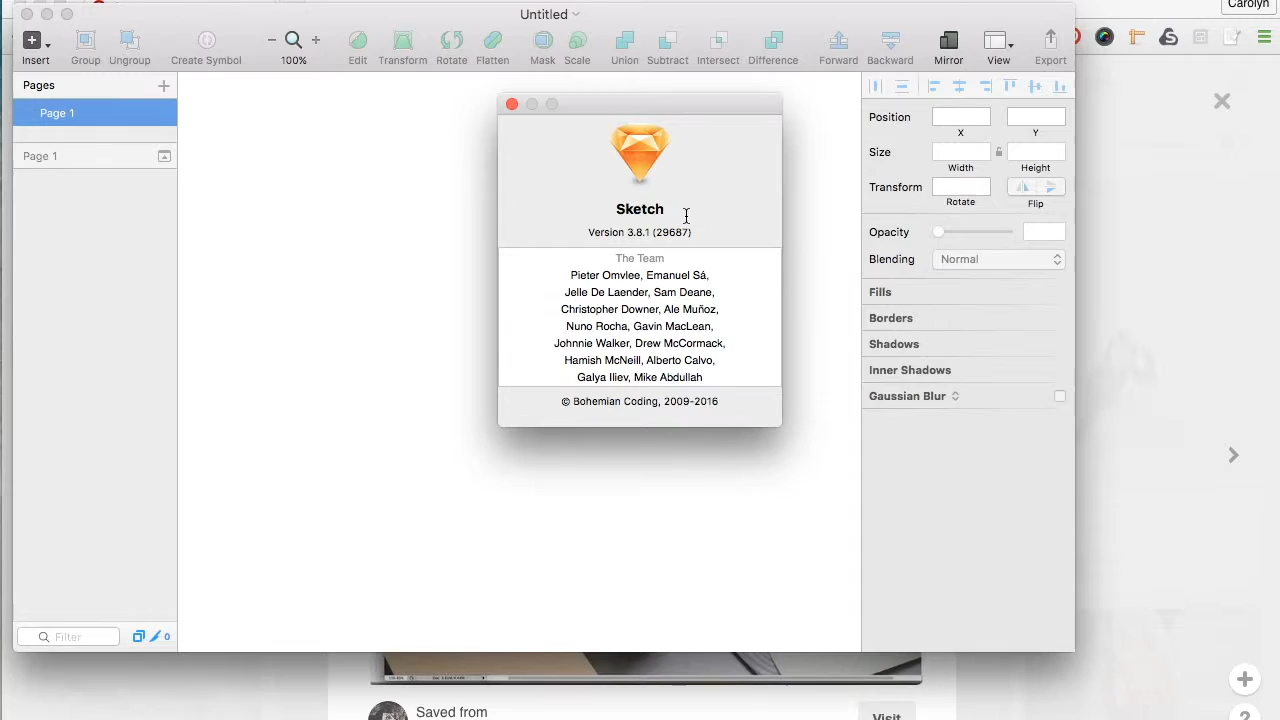 Carolyn
Untitled
Insert
Group
Ungroup
Create Symbol
100%
Edit
Transform
Rotate
Flatten
Mask
Scale
Union
Subtract
Intersect
Difference
Forward
Backward
Mirror
View
Export
Pages
Page 1
Page 1
Filter
0
Sketch
Version 3.8.1 (29687)
The Team
Pieter Omvlee, Emanuel Sá,
Jelle De Laender, Sam Deane,
Christopher Downer, Ale Muñoz,
Nuno Rocha, Gavin MacLean,
Johnnie Walker, Drew McCormack,
Hamish McNeill, Alberto Calvo,
Galya Iliev, Mike Abdullah
© Bohemian Coding, 2009-2016
Position
X
Y
Size
Width
Height
Transform
Rotate
Flip
Opacity
Blending
Normal
Fills
Borders
Shadows
Inner Shadows
Gaussian Blur
Saved from
Visit